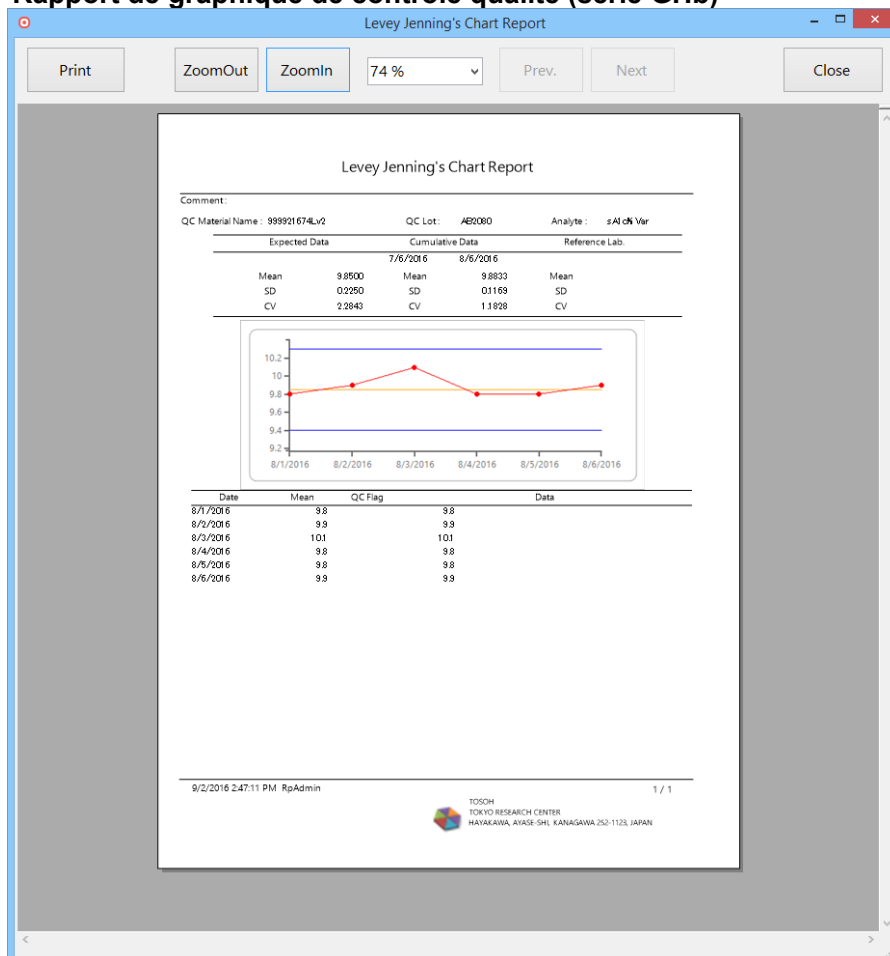 Rapport de graphique de contrôle qualité (série GHb)
Levey Jenning's Chart Report
Print ZoomOut ZoomIn 74 % Prev. Next Close
Levey Jenning's Chart Report
Comment:
QC Material Name : 999921674Lv2 QC Lot: AB2080 Analyte : sA1c% Var
Expected Data Cumulative Data Reference Lab.
7/6/2016 8/6/2016
Mean 9.8500 Mean 9.8833 Mean
SD 0.2250 SD 0.1169 SD
CV 2.2843 CV 1.1828 CV
10.2
10
9.8
9.6
9.4
9.2
8/1/2016 8/2/2016 8/3/2016 8/4/2016 8/5/2016 8/6/2016
Date Mean QC Flag Data
8/1/2016 9.8 9.8
8/2/2016 9.9 9.9
8/3/2016 10.1 10.1
8/4/2016 9.8 9.8
8/5/2016 9.8 9.8
8/6/2016 9.9 9.9
9/2/2016 2:47:11 PM RpAdmin 1 / 1
TOSOH
TOKYO RESEARCH CENTER
HAYAKAWA, AYASE-SHI, KANAGAWA 252-1123, JAPAN